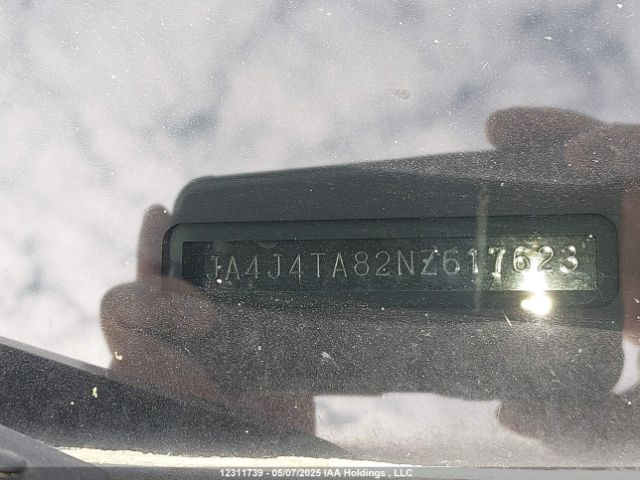 JA4J4TA82NZ617623
12311739 - 05/07/2025 IAA Holdings , LLC